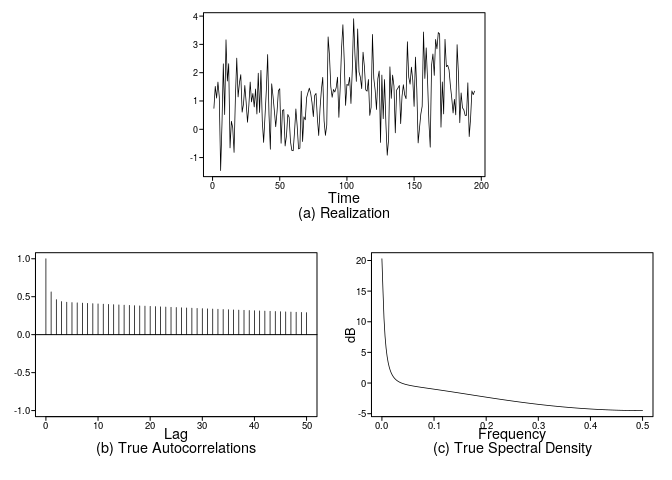 4
3
2
1
0
-1
0 50 100 150 200
Time
(a) Realization
1.0
0.5
0.0
-0.5
-1.0
0 10 20 30 40 50
Lag
(b) True Autocorrelations
dB
20
15
10
5
0
-5
0.0 0.1 0.2 0.3 0.4 0.5
Frequency
(c) True Spectral Density